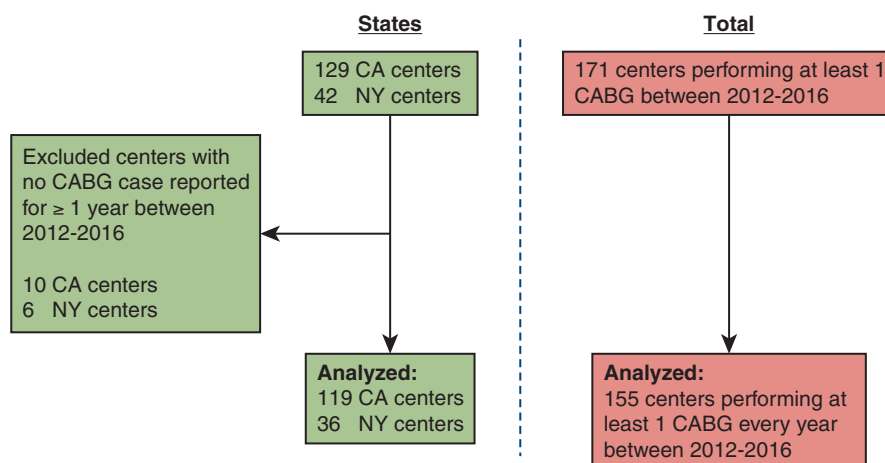 States
Total
129 CA centers
42 NY centers
171 centers performing at least 1
CABG between 2012-2016
Excluded centers with
no CABG case reported
for ≥ 1 year between
2012-2016
10 CA centers
6 NY centers
Analyzed:
119 CA centers
36 NY centers
Analyzed:
155 centers performing at
least 1 CABG every year
between 2012-2016